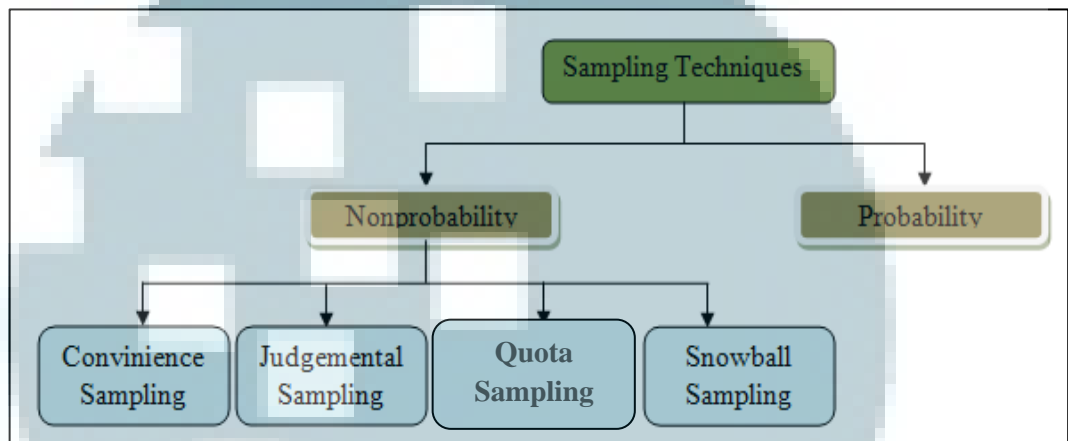 Sampling Techniques
Nonprobability
Probability
Convinience
Sampling
Judgemental
Sampling
Quota
Sampling
Snowball
Sampling